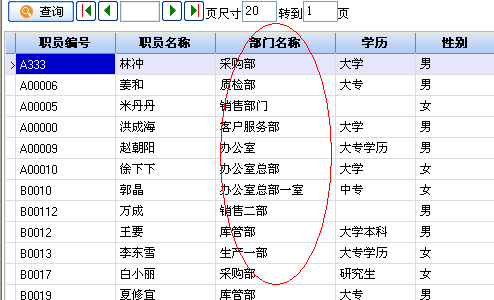 查询 页尺寸 20 转到 1 页
职员编号 职员名称 部门名称 学历 性别
A333 林冲 采购部 大学 男
A00006 姜和 质检部 大专 男
A00005 米丹丹 销售部门 女
A00000 洪成海 客户服务部 大学 男
A00009 赵朝阳 办公室 大专学历 男
A00010 徐下下 办公室总部 大学 女
B0010 郭晶 办公室总部一室 中专 女
B00112 万成 销售二部 男
B0012 王要 库管部 大学本科 男
B0013 李东雪 生产一部 大专学历 女
B0017 白小丽 采购部 研究生 女
B0019 夏修宜 库管部 大学 男